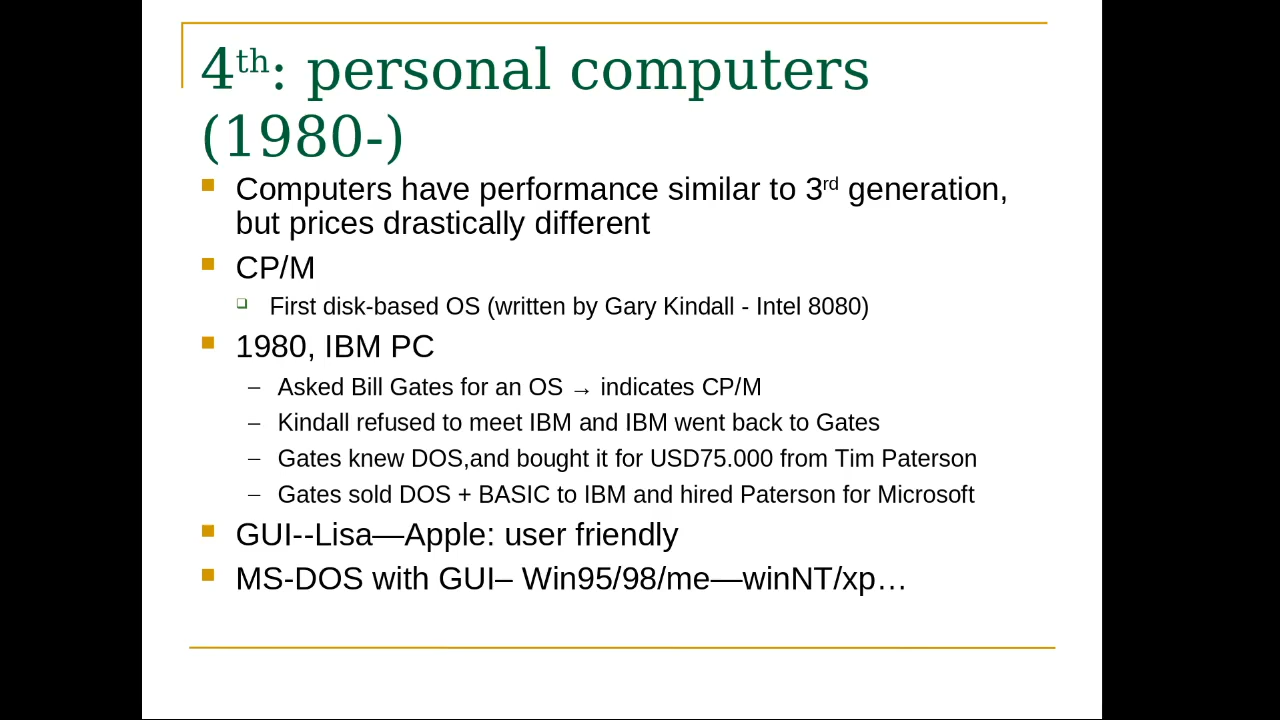 4th: personal computers
(1980-)
Computers have performance similar to 3rd generation,
but prices drastically different
CP/M
First disk-based OS (written by Gary Kindall - Intel 8080)
1980, IBM PC
– Asked Bill Gates for an OS → indicates CP/M
– Kindall refused to meet IBM and IBM went back to Gates
– Gates knew DOS,and bought it for USD75.000 from Tim Paterson
– Gates sold DOS + BASIC to IBM and hired Paterson for Microsoft
GUI--Lisa—Apple: user friendly
MS-DOS with GUI– Win95/98/me—winNT/xp…